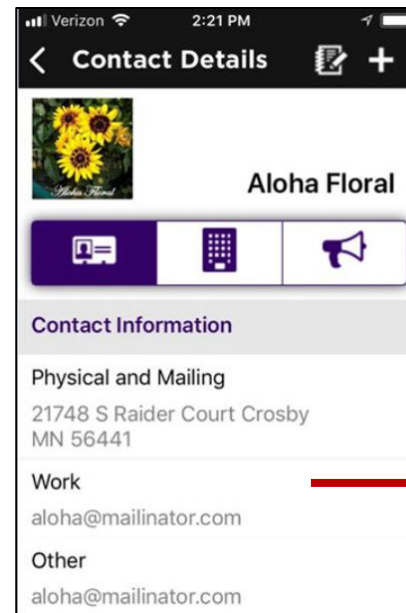 Verizon 2:21 PM
Contact Details
Aloha Floral
Aloha Floral
Contact Information
Physical and Mailing
21748 S Raider Court Crosby
MN 56441
Work
aloha@mailinator.com
Other
aloha@mailinator.com